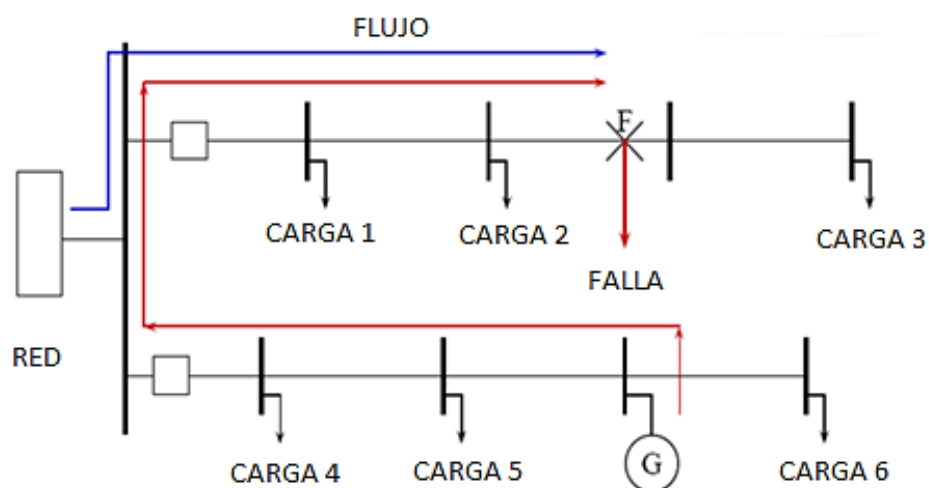 FLUJO
F
CARGA 1
CARGA 2
CARGA 3
FALLA
RED
CARGA 4
CARGA 5
G
CARGA 6